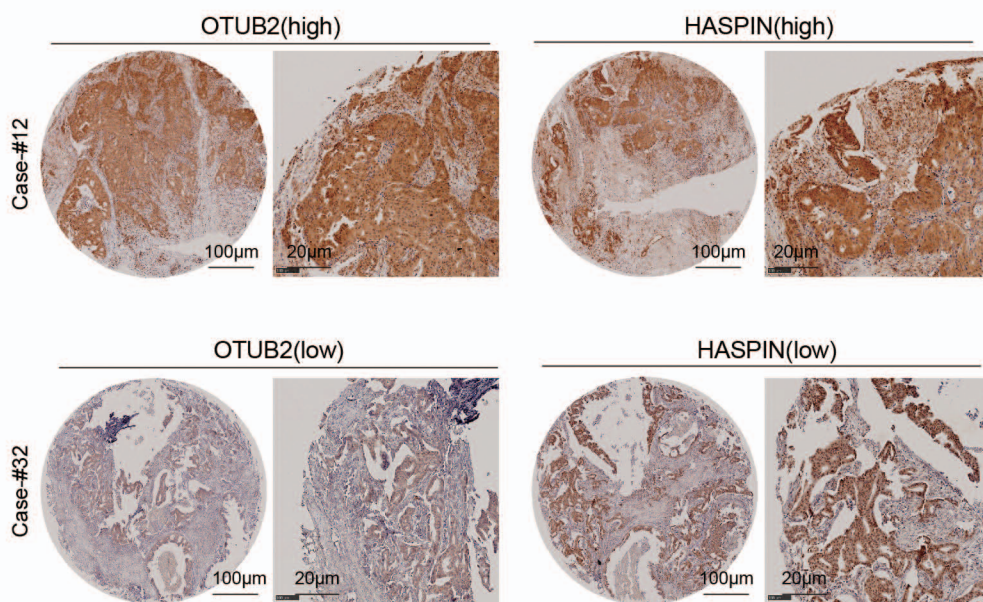 OTUB2(high)
HASPIN(high)
Case-#12
100μm
20μm
100μm
20μm
OTUB2(low)
HASPIN(low)
Case-#32
100μm
20μm
100μm
20μm